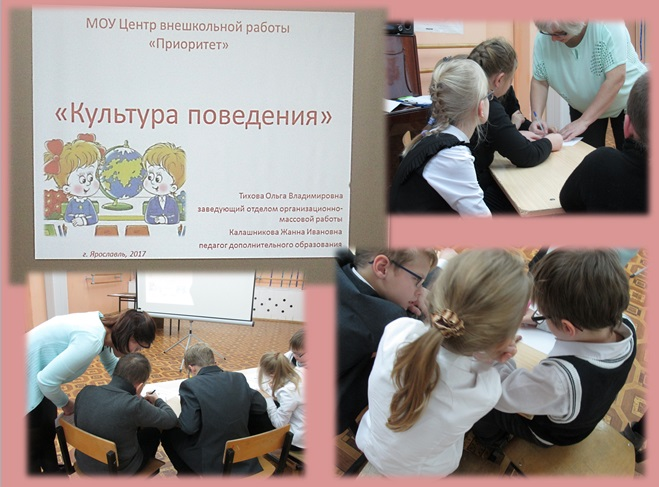 МОУ Центр внешкольной работы
«Приоритет»
«Культура поведения»
Тихова Ольга Владимировна
заведующий отделом организационно-
массовой работы
Калашникова Жанна Ивановна
педагог дополнительного образования
г. Ярославль, 2017